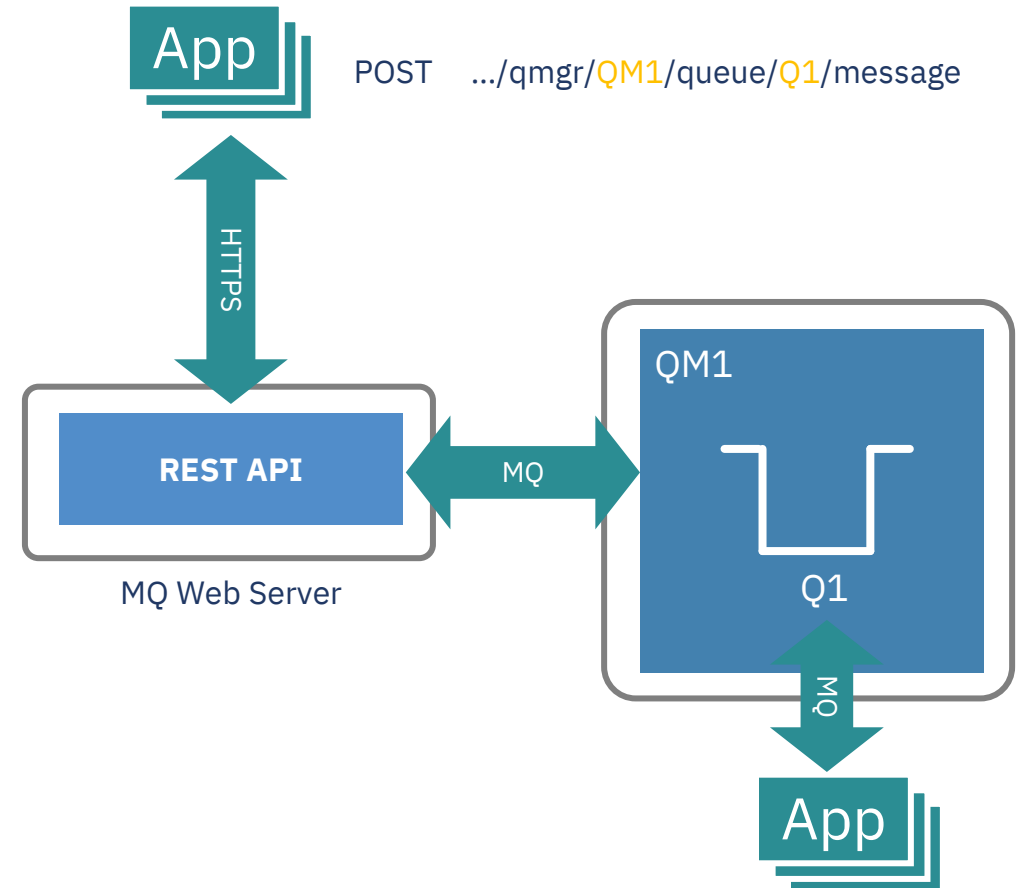 App
POST …/qmgr/QM1/queue/Q1/message
HTTPS
QM1
REST API
MQ
MQ Web Server
Q1
MQ
App